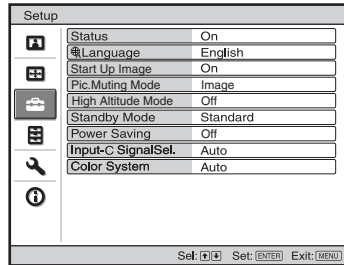 Setup
Status On
Language English
Start Up Image On
Pic.Muting Mode Image
High Altitude Mode Off
Standby Mode Standard
Power Saving Off
Input-C SignalSel. Auto
Color System Auto
Sel: Set: ENTER Exit: MENU